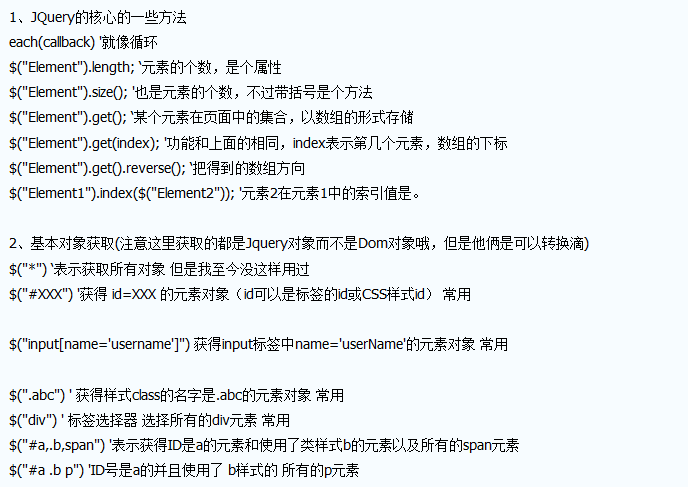 1、JQuery的核心的一些方法
each(callback) '就像循环
$("Element").length; ‘元素的个数，是个属性
$("Element").size(); '也是元素的个数，不过带括号是个方法
$("Element").get(); ‘某个元素在页面中的集合，以数组的形式存储
$("Element").get(index); '功能和上面的相同，index表示第几个元素，数组的下标
$("Element").get().reverse(); ‘把得到的数组方向
$("Element1").index($("Element2")); '元素2在元素1中的索引值是。
2、基本对象获取(注意这里获取的都是Jquery对象而不是Dom对象哦，但是他俩是可以转换滴)
$("*") ‘表示获取所有对象 但是我至今没这样用过
$("#XXX") '获得 id=XXX 的元素对象（id可以是标签的id或CSS样式id） 常用
$("input[name='username']") 获得input标签中name='userName'的元素对象 常用
$(".abc") ' 获得样式class的名字是.abc的元素对象 常用
$("div") ' 标签选择器 选择所有的div元素 常用
$("#a,.b,span") '表示获得ID是a的元素和使用了类样式b的元素以及所有的span元素
$("#a .b p") 'ID号是a的并且使用了 b样式的 所有的p元素